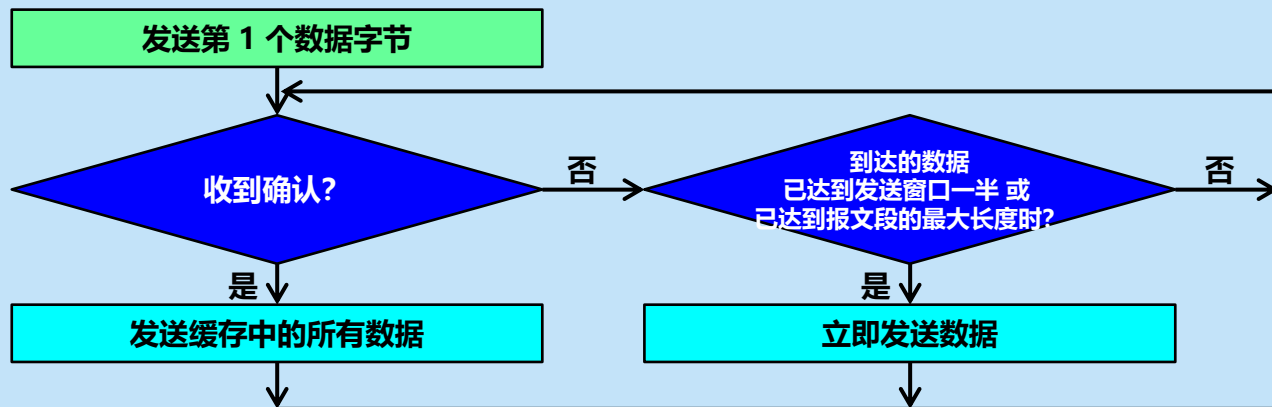 发送第 1 个数据字节
收到确认?
否
到达的数据
已达到发送窗口一半 或
已达到报文段的最大长度时?
否
是
是
发送缓存中的所有数据
立即发送数据